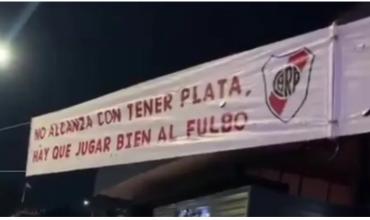 NO ALCANZA CON TENER PLATA,
HAY QUE JUGAR BIEN AL FULBO
CARP